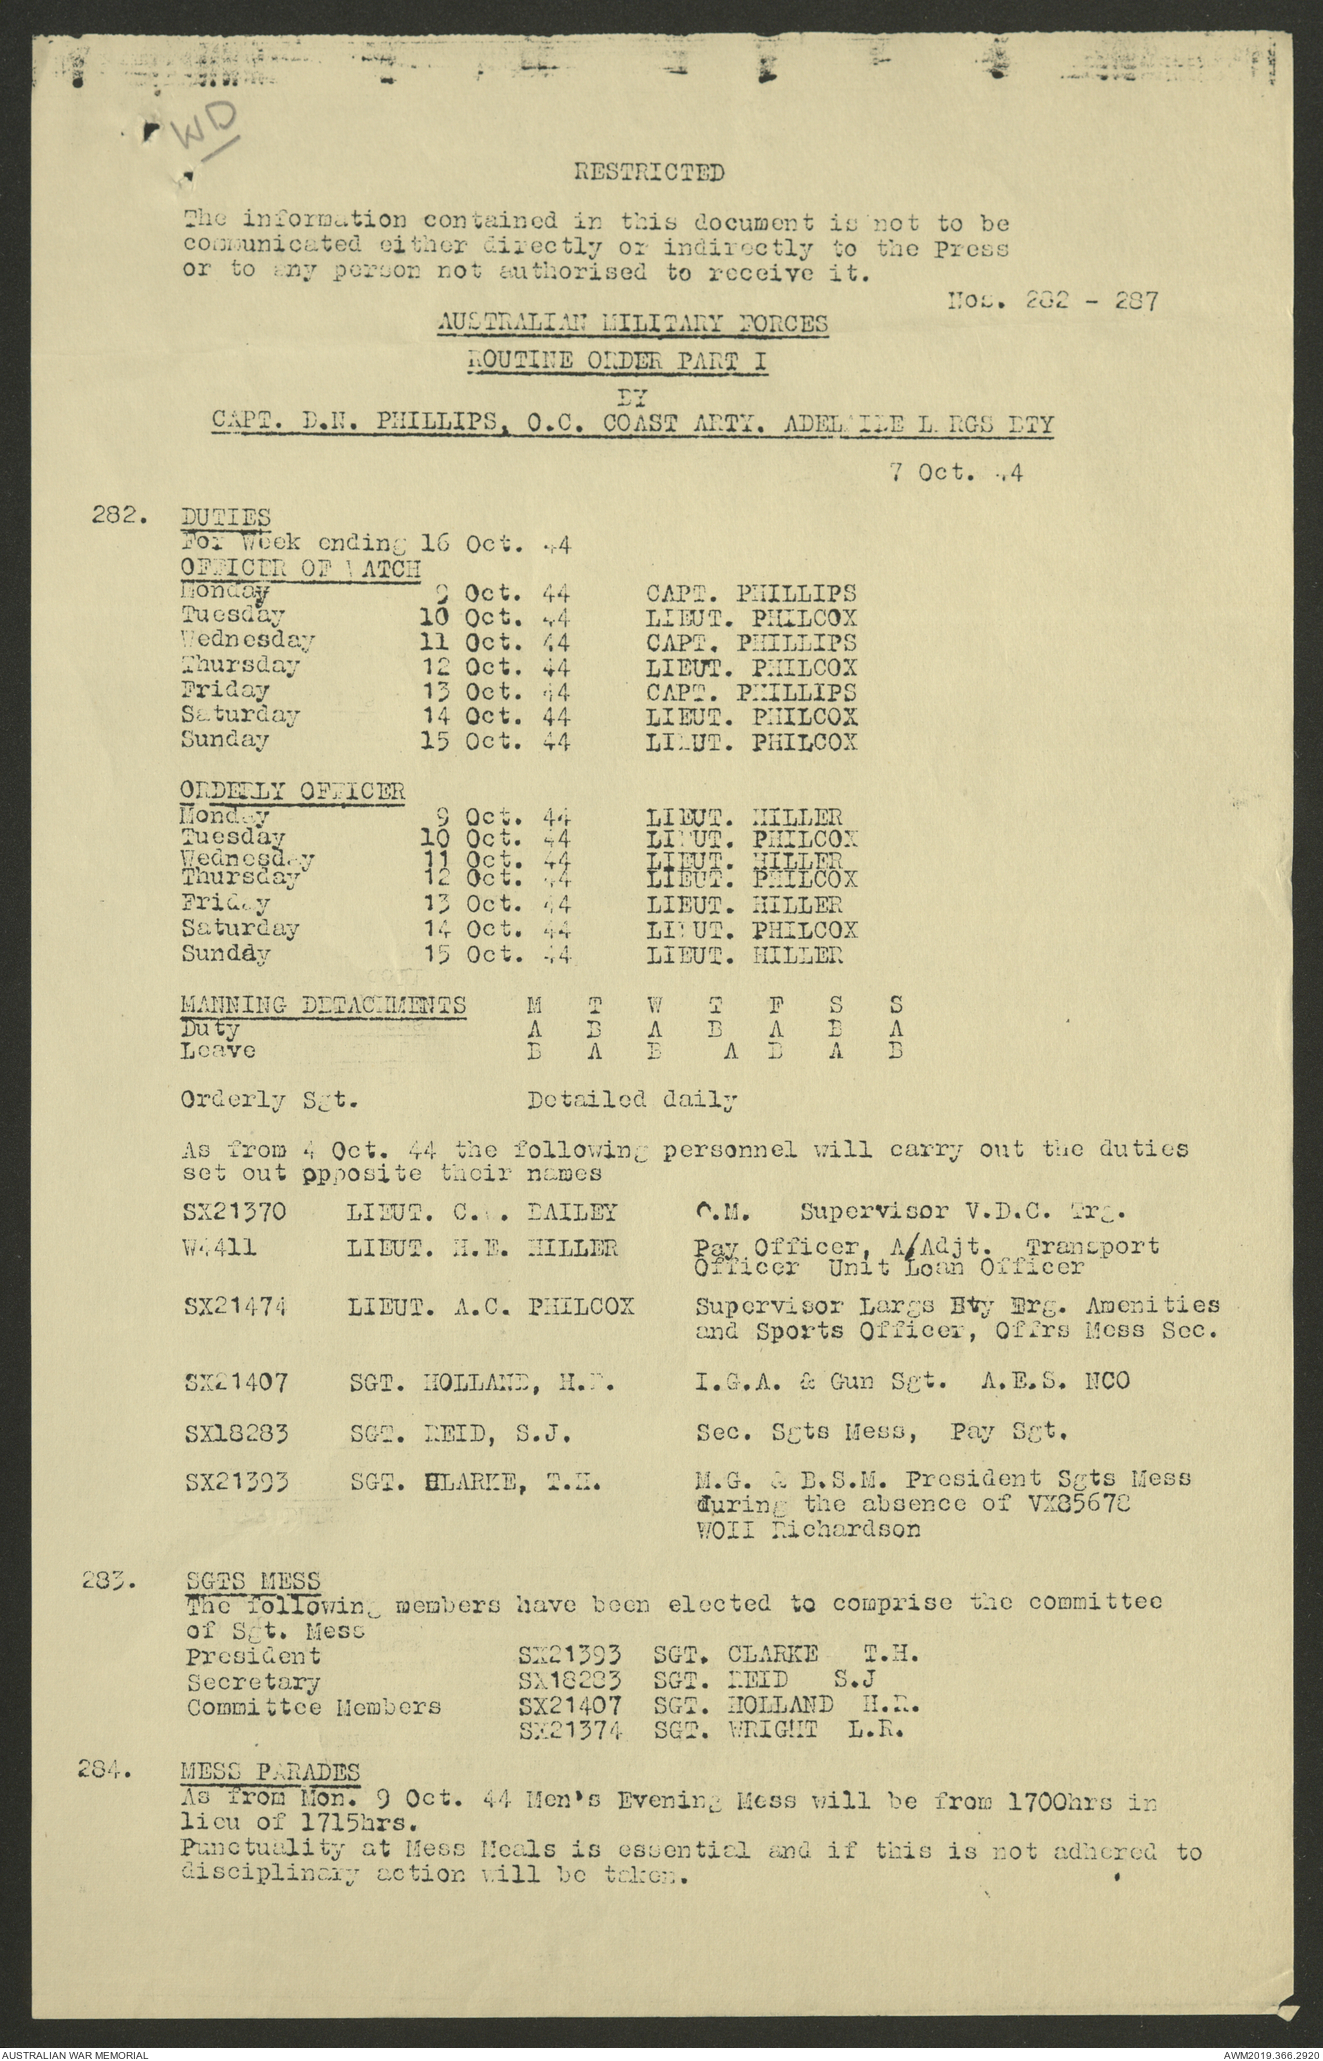 WD
RESTRICTED
The information contained in this document is not to be
communicated either directly or indirectly to the Press
or to any person not authorised to receive it.
Nos. 282 - 287
AUSTRALIAN MILITARY FORCES
ROUTINE ORDER PART I
BY
CAPT. D.N. PHILLIPS, O.C. COAST ARTY. ADELAIDE LARGS BTY
7 Oct. 44
282. DUTIES
For Week ending 16 Oct. 44
OFFICER OF WATCH
Monday 9 Oct. 44 CAPT. PHILLIPS
Tuesday 10 Oct. 44 LIEUT. PHILCOX
Wednesday 11 Oct. 44 CAPT. PHILLIPS
Thursday 12 Oct. 44 LIEUT. PHILCOX
Friday 13 Oct. 44 CAPT. PHILLIPS
Saturday 14 Oct. 44 LIEUT. PHILCOX
Sunday 15 Oct. 44 LIEUT. PHILCOX
ORDERLY OFFICER
Monday 9 Oct. 44 LIEUT. HILLER
Tuesday 10 Oct. 44 LIEUT. PHILCOX
Wednesday 11 Oct. 44 LIEUT. HILLER
Thursday 12 Oct. 44 LIEUT. PHILCOX
Friday 13 Oct. 44 LIEUT. HILLER
Saturday 14 Oct. 44 LIEUT. PHILCOX
Sunday 15 Oct. 44 LIEUT. HILLER
MANNING DETACHMENTS M T W T F S S
Duty A B A B A B A
Leave B A B A B A B
Orderly Sgt. Detailed daily
As from 4 Oct. 44 the following personnel will carry out the duties
set out opposite their names
SX21370 LIEUT. C. . BAILEY Q.M. Supervisor V.D.C. Trg.
W4411 LIEUT. H.E. HILLER Pay Officer, A/Adjt. Transport
Officer Unit Loan Officer
SX21474 LIEUT. A.C. PHILCOX Supervisor Largs Bty Trg. Amenities
and Sports Officer, Offrs Mess Sec.
SX21407 SGT. HOLLAND, H.R. I.G.A. & Gun Sgt. A.E.S. NCO
SX18283 SGT. REID, S.J. Sec. Sgts Mess, Pay Sgt.
SX21393 SGT. CLARKE, T.H. M.G. & B.S.M. President Sgts Mess
during the absence of VX85678
WOII Richardson
283. SGTS MESS
The following members have been elected to comprise the committee
of Sgt. Mess
President SX21393 SGT. CLARKE T.H.
Secretary SX18283 SGT. REID S.J
Committee Members SX21407 SGT. HOLLAND H.R.
SX21374 SGT. WRIGHT L.R.
284. MESS PARADES
As from Mon. 9 Oct. 44 Men's Evening Mess will be from 1700hrs in
lieu of 1715hrs.
Punctuality at Mess Meals is essential and if this is not adhered to
disciplinary action will be taken.
AUSTRALIAN WAR MEMORIAL
AWM2019.366.2920